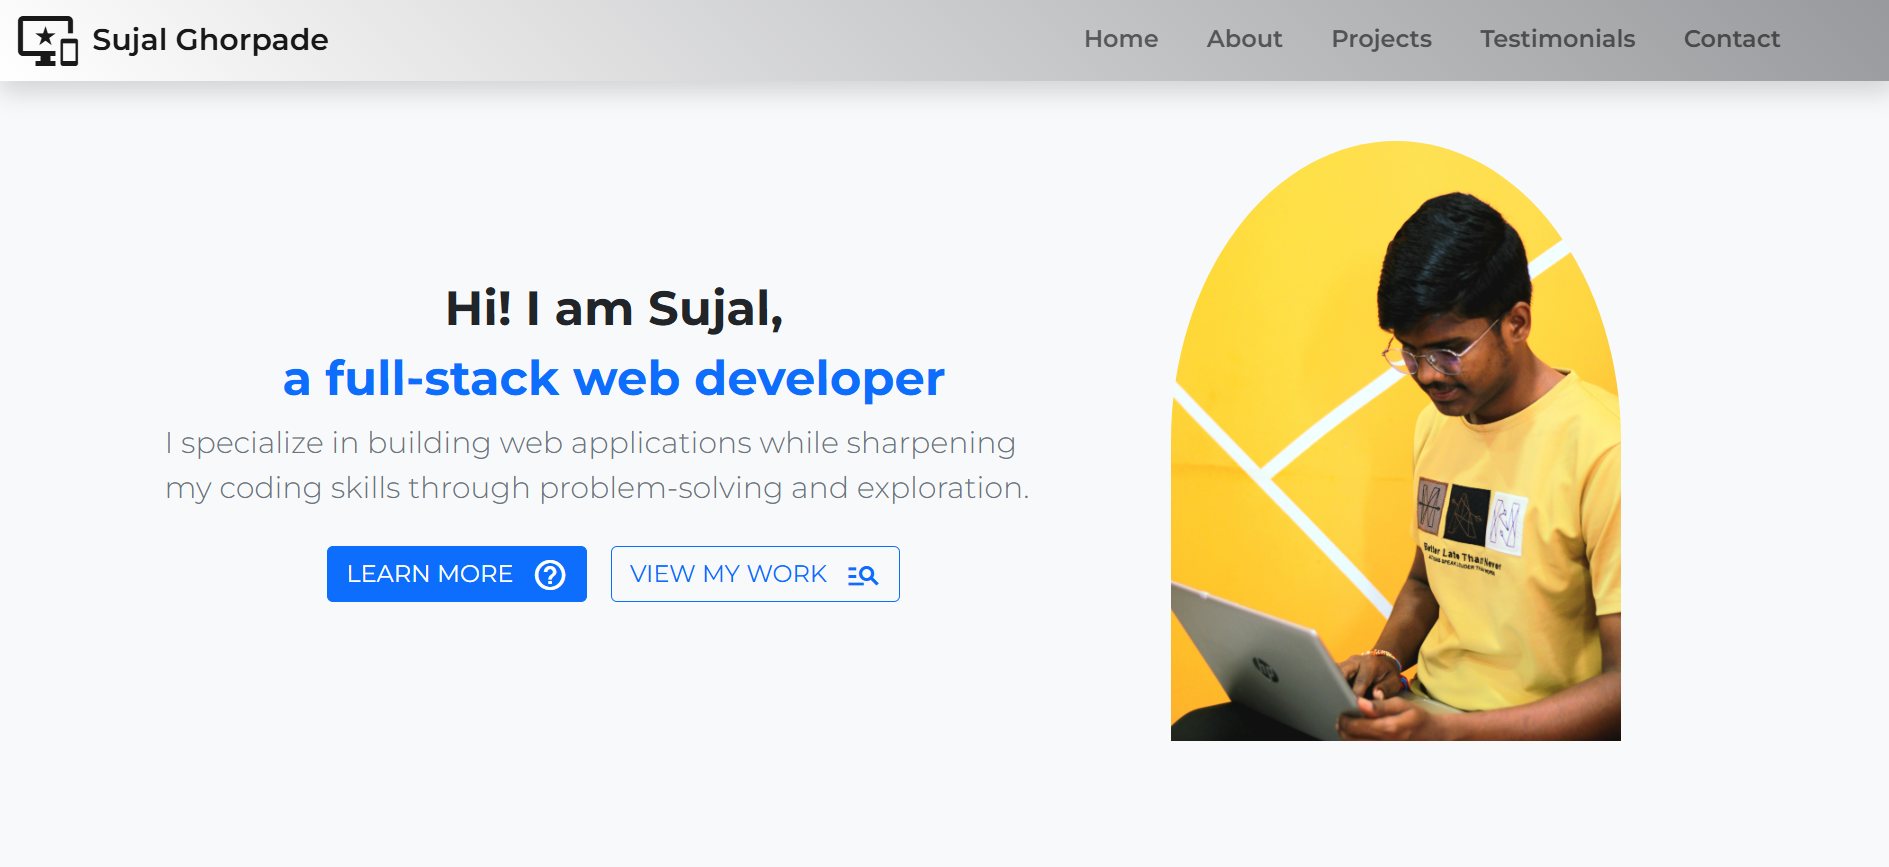 Sujal Ghorpade
Home About Projects Testimonials Contact
Hi! I am Sujal,
a full-stack web developer
I specialize in building web applications while sharpening
my coding skills through problem-solving and exploration.
LEARN MORE
VIEW MY WORK
Better Late Than Never
hp